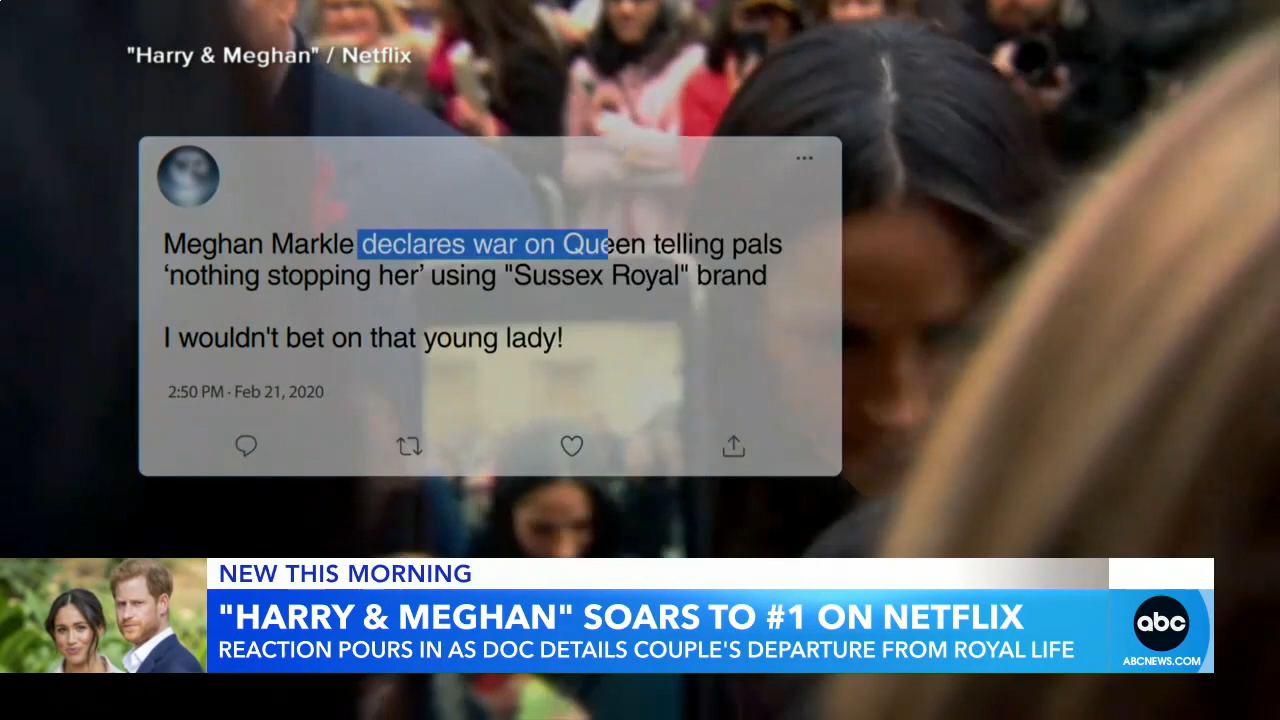 "Harry & Meghan" / Netflix
Meghan Markle declares war on Queen telling pals
‘nothing stopping her’ using "Sussex Royal" brand
I wouldn't bet on that young lady!
2:50 PM · Feb 21, 2020
NEW THIS MORNING
"HARRY & MEGHAN" SOARS TO #1 ON NETFLIX
REACTION POURS IN AS DOC DETAILS COUPLE'S DEPARTURE FROM ROYAL LIFE
abc
ABCNEWS.COM